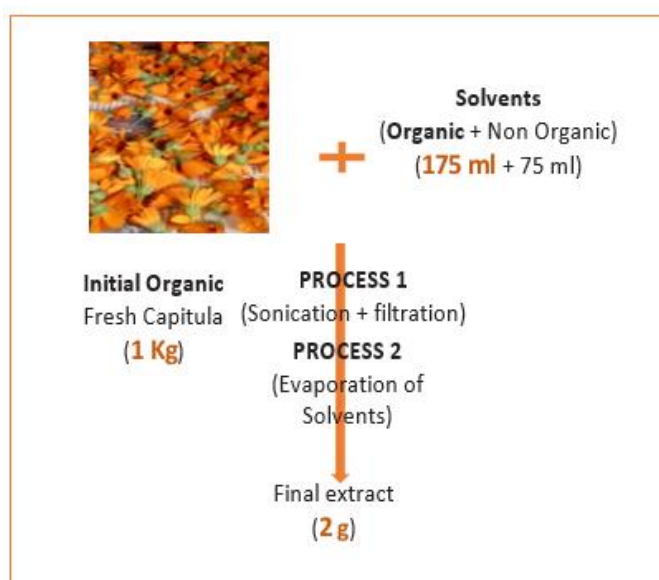 Solvents
(Organic + Non Organic)
(175 ml + 75 ml)
Initial Organic
Fresh Capitula
(1 Kg)
PROCESS 1
(Sonication + filtration)
PROCESS 2
(Evaporation of
Solvents)
Final extract
(2 g)